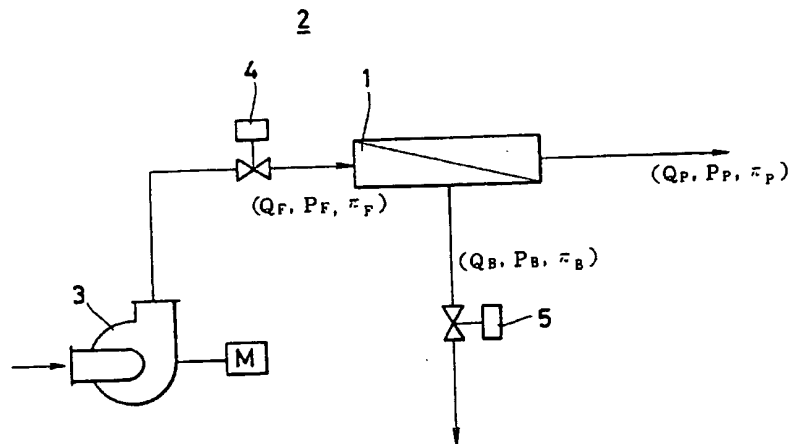 2
4
1
(QF, PF, πF)
(QP, PP, πP)
(QB, PB, πB)
3
5
M